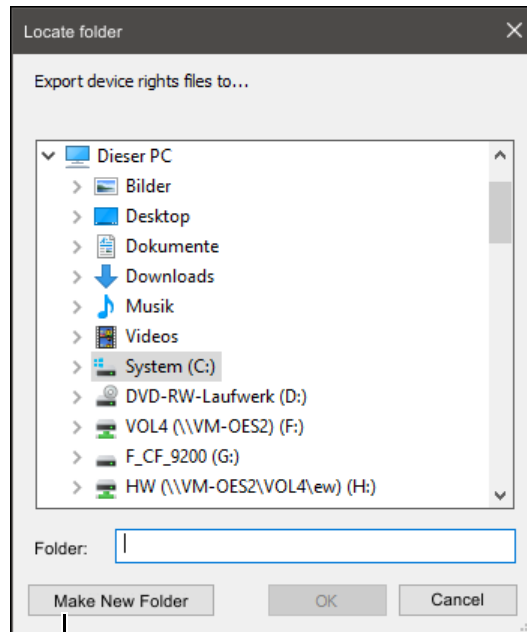 Locate folder
Export device rights files to...
Dieser PC
Bilder
Desktop
Dokumente
Downloads
Musik
Videos
System (C:)
DVD-RW-Laufwerk (D:)
VOL4 (\\VM-OES2) (F:)
F_CF_9200 (G:)
HW (\\VM-OES2\VOL4\ew) (H:)
Folder:
Make New Folder OK Cancel